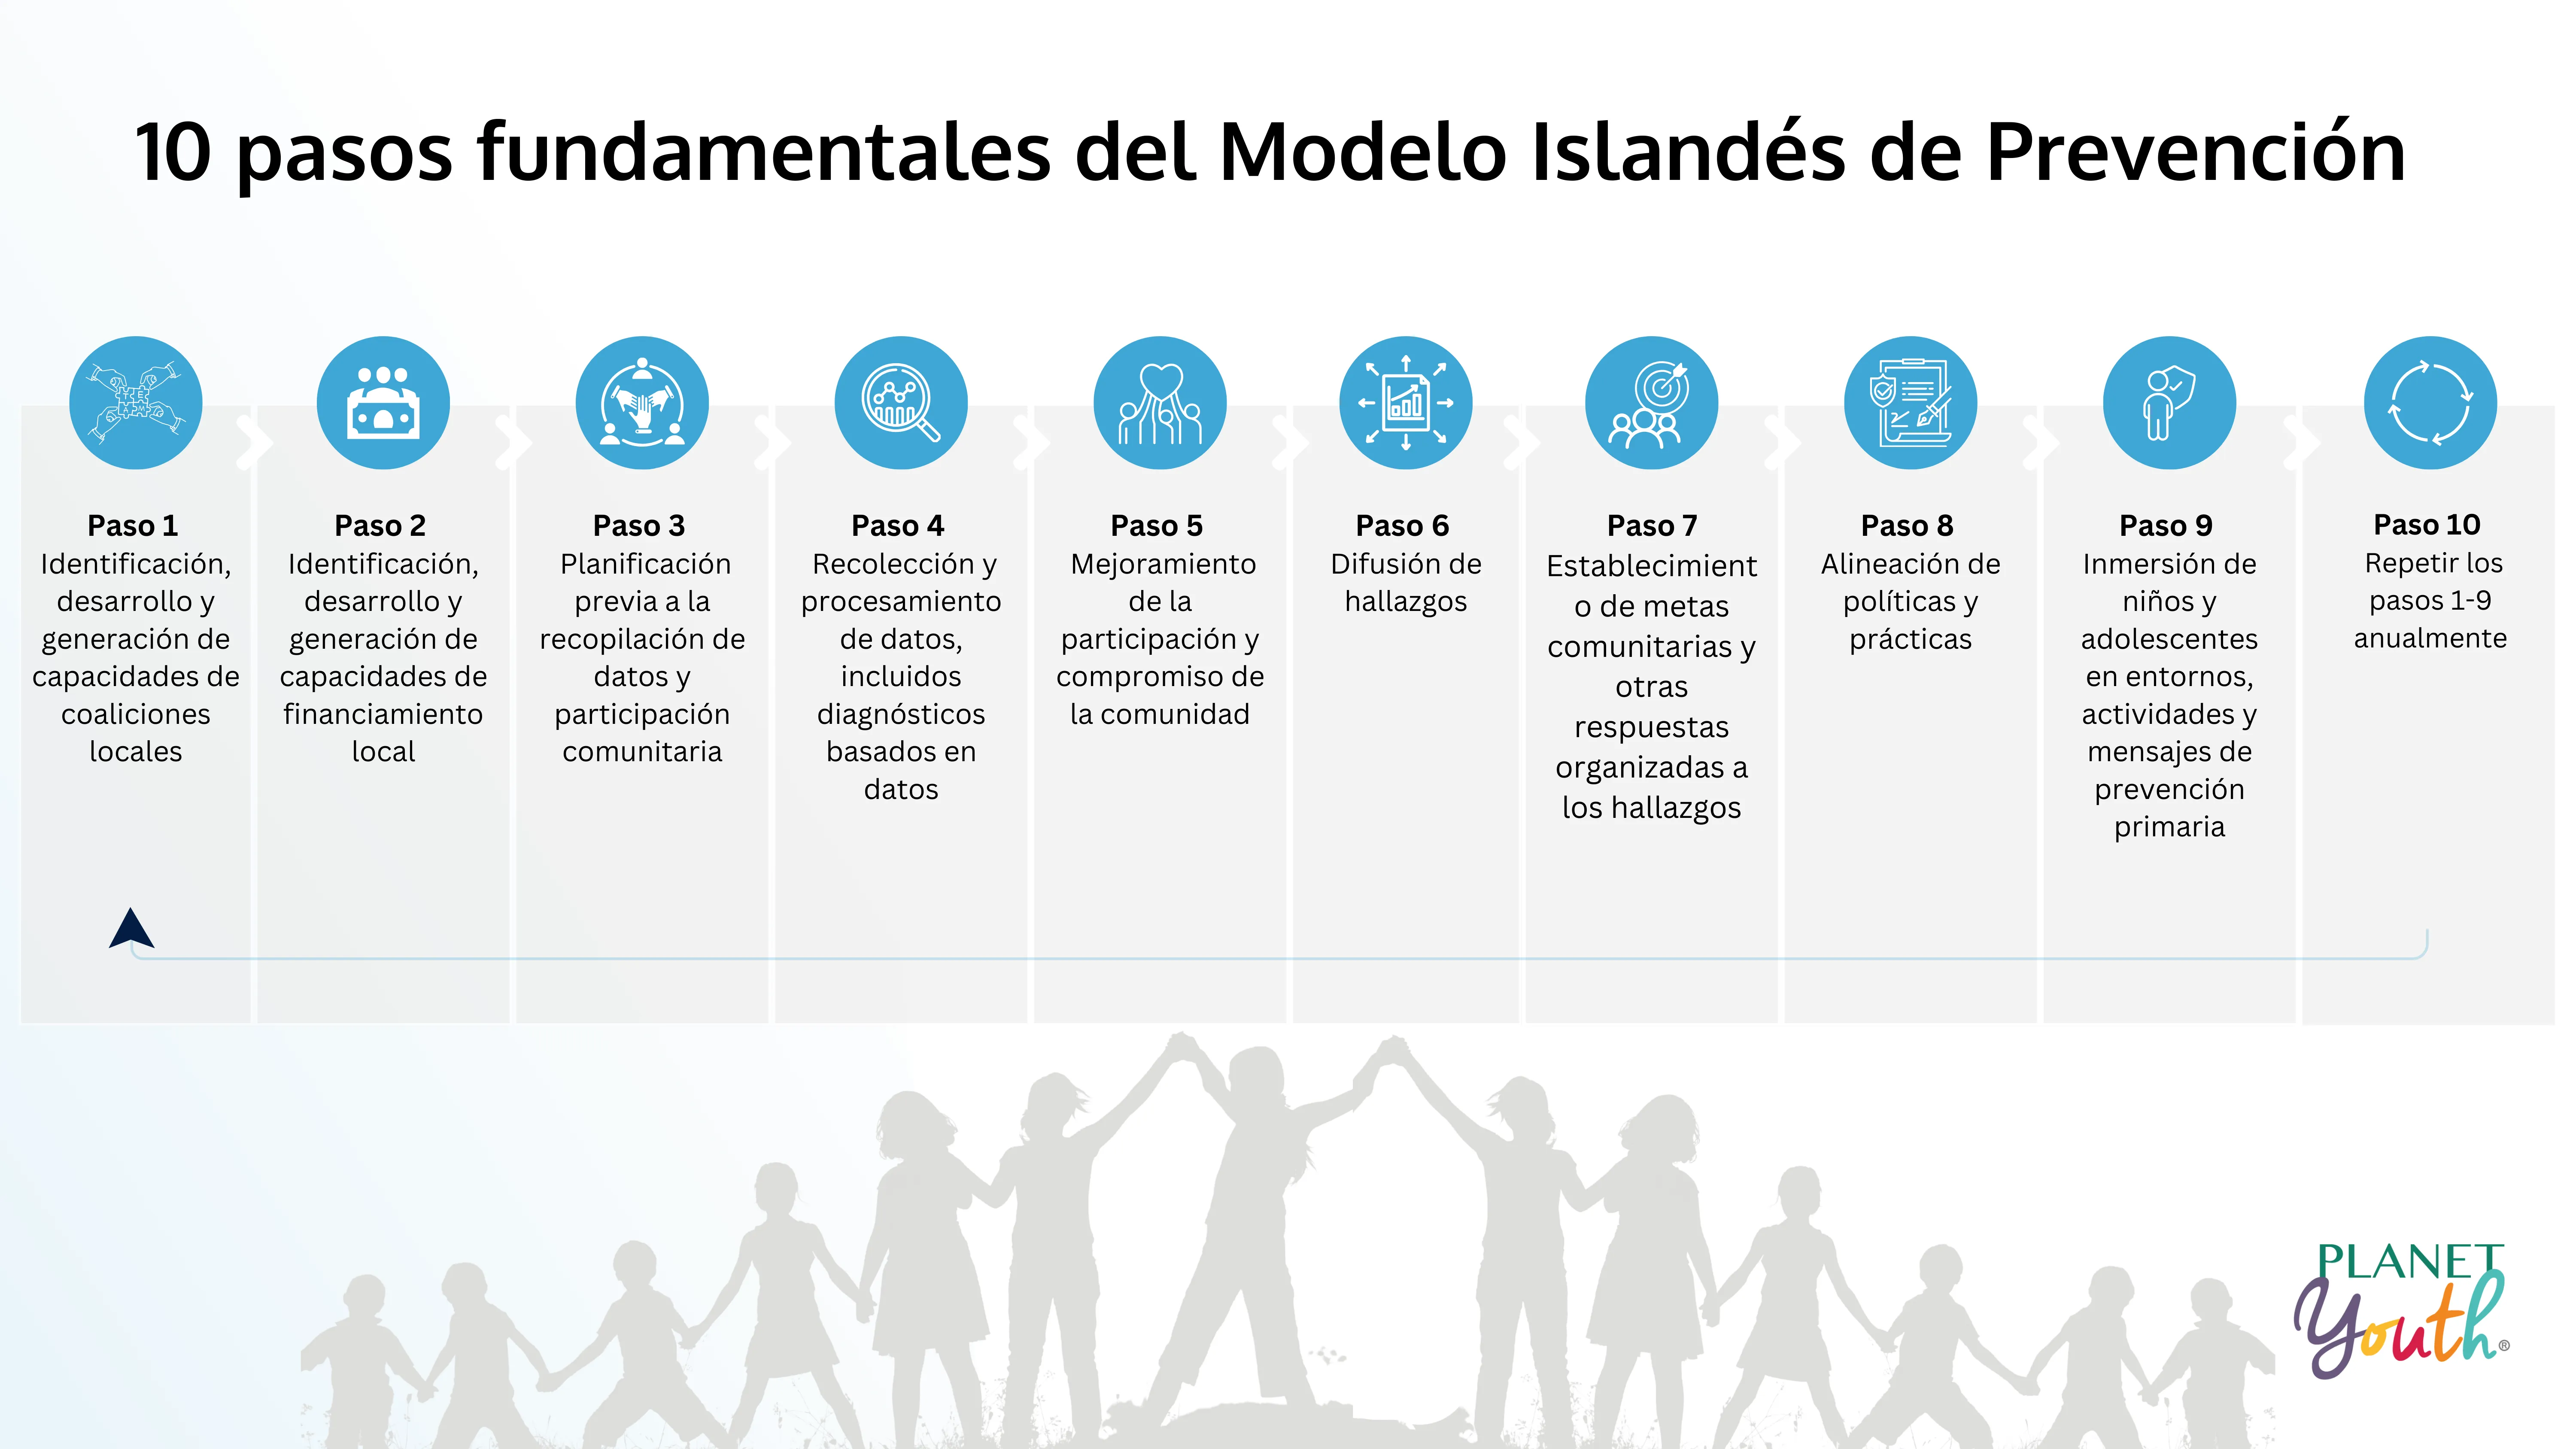 10 pasos fundamentales del Modelo Islandés de Prevención
Paso 1
Identificación,
desarrollo y
generación de
capacidades de
coaliciones
locales
Paso 2
Identificación,
desarrollo y
generación de
capacidades de
financiamiento
local
Paso 3
Planificación
previa a la
recopilación de
datos y
participación
comunitaria
Paso 4
Recolección y
procesamiento
de datos,
incluidos
diagnósticos
basados en
datos
Paso 5
Mejoramiento
de la
participación y
compromiso de
la comunidad
Paso 6
Difusión de
hallazgos
Paso 7
Establecimient
o de metas
comunitarias y
otras
respuestas
organizadas a
los hallazgos
Paso 8
Alineación de
políticas y
prácticas
Paso 9
Inmersión de
niños y
adolescentes
en entornos,
actividades y
mensajes de
prevención
primaria
Paso 10
Repetir los
pasos 1-9
anualmente
PLANET
Youth®